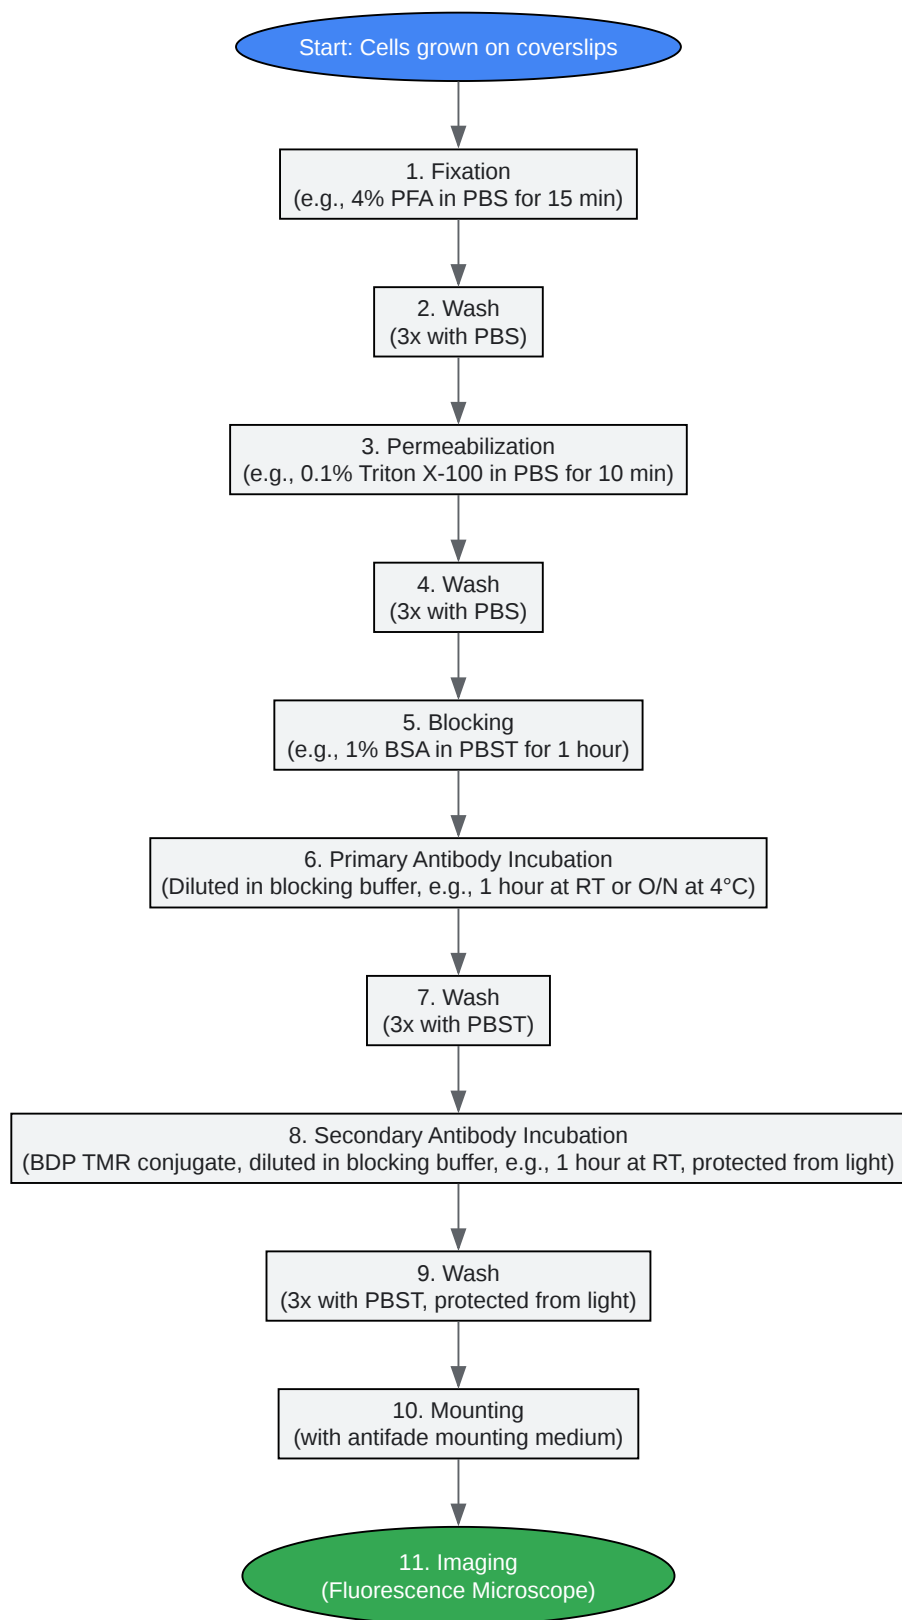 Start: Cells grown on coverslips
1. Fixation
(e.g., 4% PFA in PBS for 15 min)
2. Wash
(3x with PBS)
3. Permeabilization
(e.g., 0.1% Triton X-100 in PBS for 10 min)
4. Wash
(3x with PBS)
5. Blocking
(e.g., 1% BSA in PBST for 1 hour)
6. Primary Antibody Incubation
(Diluted in blocking buffer, e.g., 1 hour at RT or O/N at 4°C)
7. Wash
(3x with PBST)
8. Secondary Antibody Incubation
(BDP TMR conjugate, diluted in blocking buffer, e.g., 1 hour at RT, protected from light)
9. Wash
(3x with PBST, protected from light)
10. Mounting
(with antifade mounting medium)
11. Imaging
(Fluorescence Microscope)